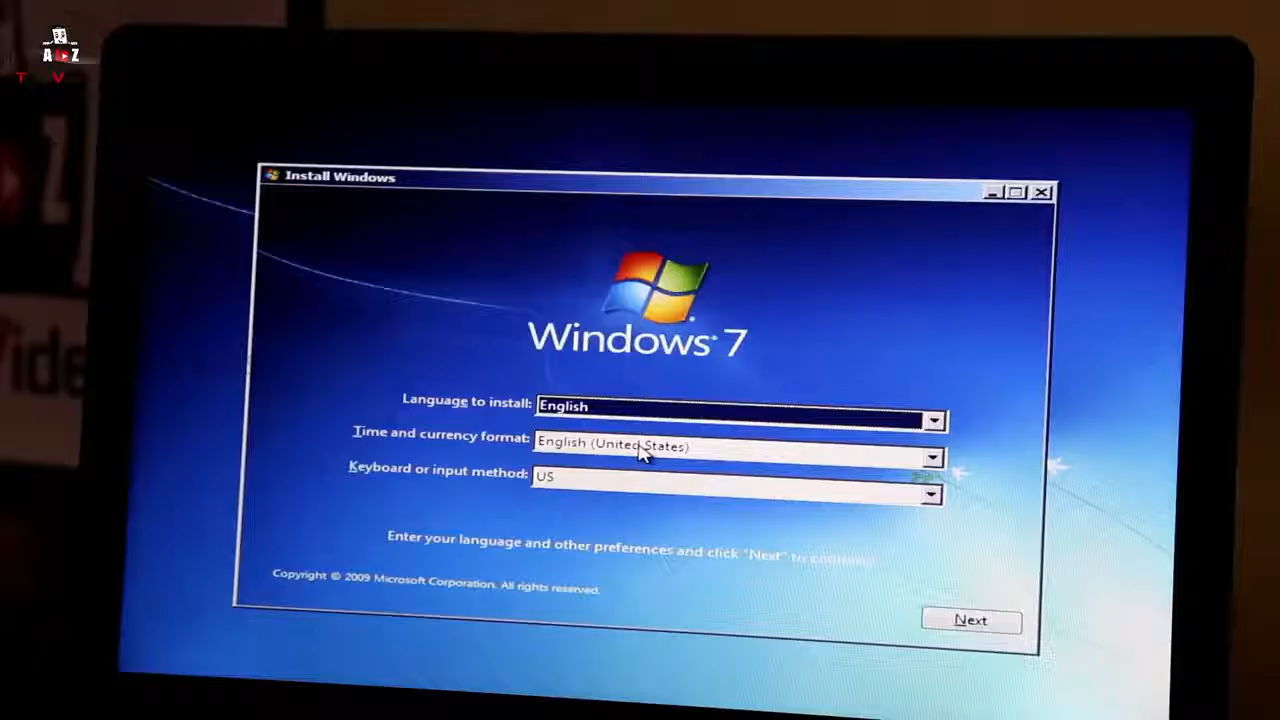 A Z
T V
Install Windows
Windows 7
Language to install: English
Time and currency format: English (United States)
Keyboard or input method: US
Enter your language and other preferences and click "Next" to continue.
Copyright © 2009 Microsoft Corporation. All rights reserved.
Next
ide